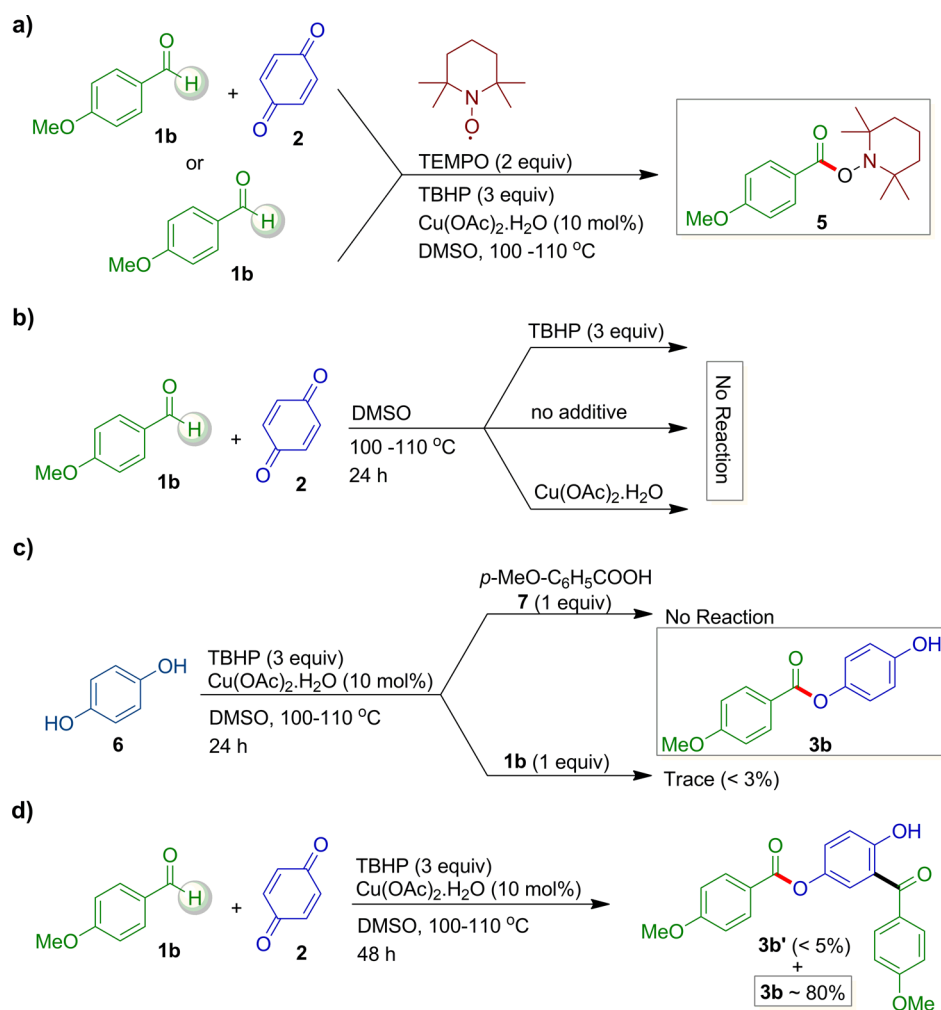 a)
O
H
MeO
1b
+
O
O
2
or
O
H
MeO
1b
N
O•
TEMPO (2 equiv)
TBHP (3 equiv)
Cu(OAc)2.H2O (10 mol%)
DMSO, 100 -110 °C
O
O
N
MeO
5
b)
O
H
MeO
1b
+
O
O
2
DMSO
100 -110 °C
24 h
TBHP (3 equiv)
no additive
Cu(OAc)2.H2O
No Reaction
c)
OH
HO
6
TBHP (3 equiv)
Cu(OAc)2.H2O (10 mol%)
DMSO, 100-110 °C
24 h
p-MeO-C6H5COOH
7 (1 equiv)
No Reaction
O
O
OH
MeO
3b
1b (1 equiv)
Trace (< 3%)
d)
O
H
MeO
1b
+
O
O
2
TBHP (3 equiv)
Cu(OAc)2.H2O (10 mol%)
DMSO, 100-110 °C
48 h
OH
O
O
O
MeO
3b' (< 5%)
+
3b ~ 80%
OMe